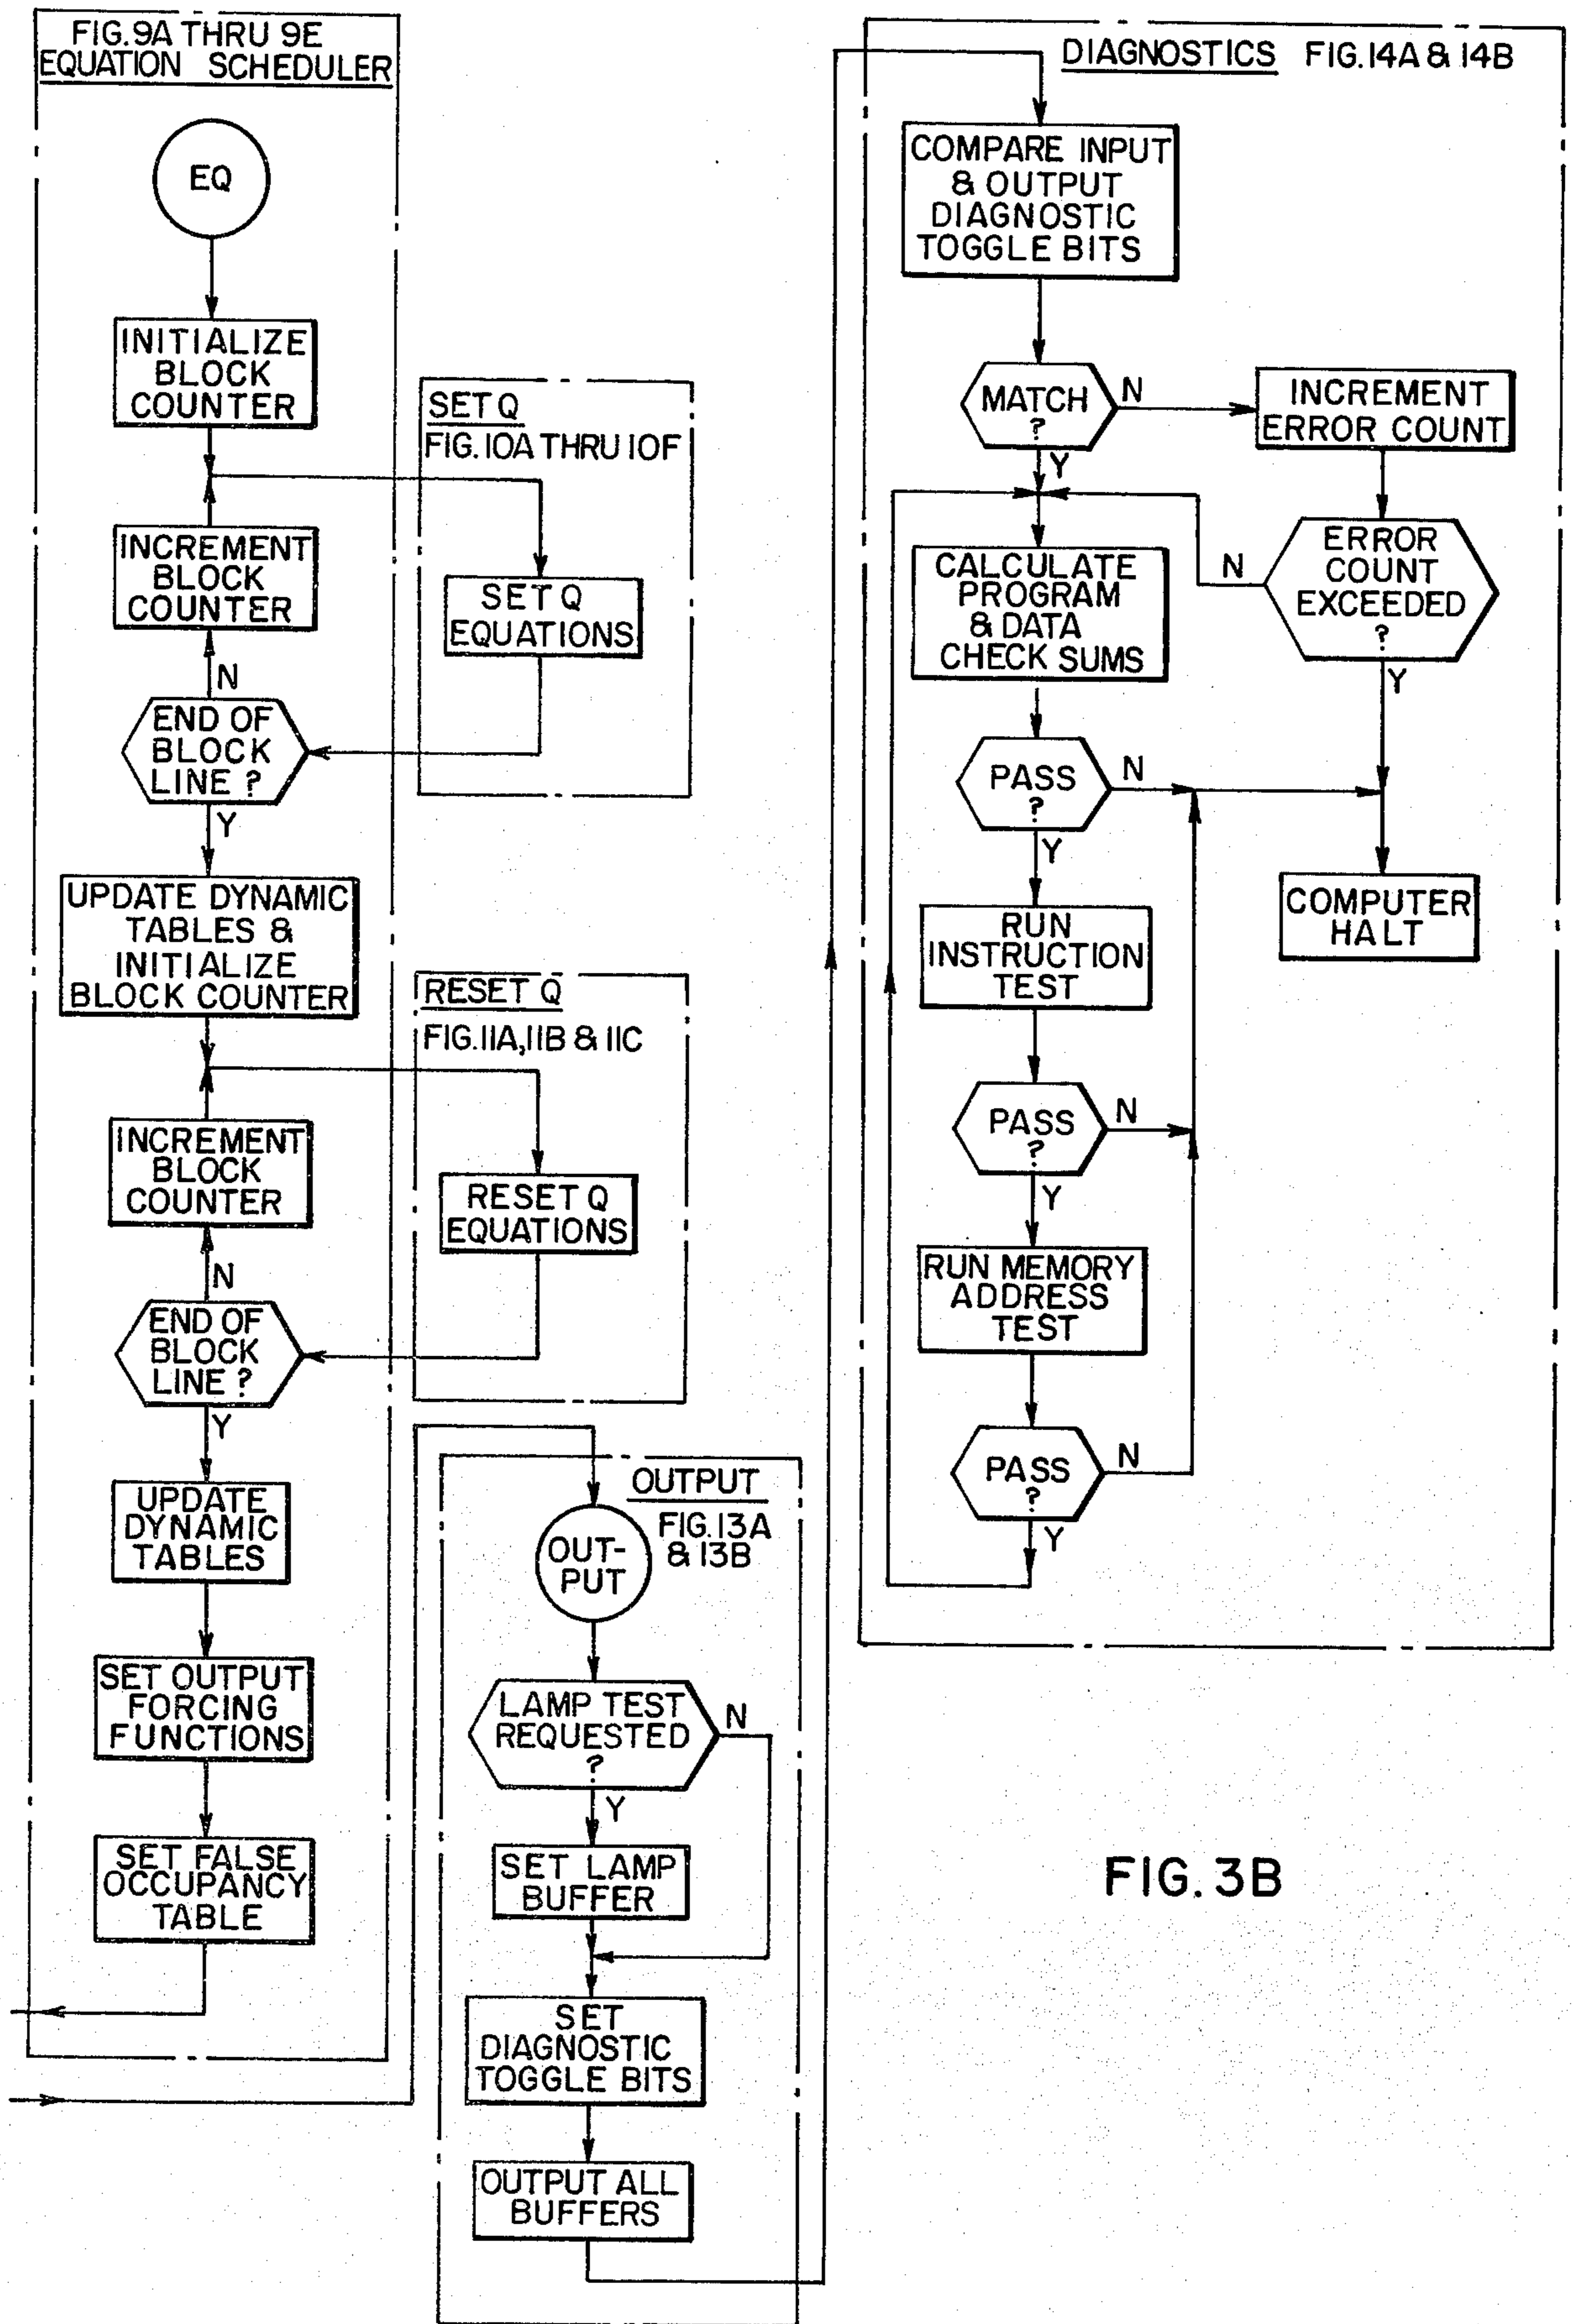 FIG.9A THRU 9E
EQUATION SCHEDULER
EQ
INITIALIZE
BLOCK
COUNTER
INCREMENT
BLOCK
COUNTER
N
END OF
BLOCK
LINE ?
Y
UPDATE DYNAMIC
TABLES &
INITIALIZE
BLOCK COUNTER
INCREMENT
BLOCK
COUNTER
N
END OF
BLOCK
LINE ?
Y
UPDATE
DYNAMIC
TABLES
SET OUTPUT
FORCING
FUNCTIONS
SET FALSE
OCCUPANCY
TABLE
SET Q
FIG.10A THRU 10F
SET Q
EQUATIONS
RESET Q
FIG.11A,11B & 11C
RESET Q
EQUATIONS
OUTPUT
FIG.13A
& 13B
OUT-
PUT
LAMP TEST
REQUESTED
?
N
Y
SET LAMP
BUFFER
SET
DIAGNOSTIC
TOGGLE BITS
OUTPUT ALL
BUFFERS
DIAGNOSTICS FIG.14A & 14B
COMPARE INPUT
& OUTPUT
DIAGNOSTIC
TOGGLE BITS
MATCH
?
N
Y
INCREMENT
ERROR COUNT
ERROR
COUNT
EXCEEDED
?
N
Y
CALCULATE
PROGRAM
& DATA
CHECK SUMS
PASS
?
N
Y
COMPUTER
HALT
RUN
INSTRUCTION
TEST
PASS
?
N
Y
RUN MEMORY
ADDRESS
TEST
PASS
?
N
Y
FIG. 3B